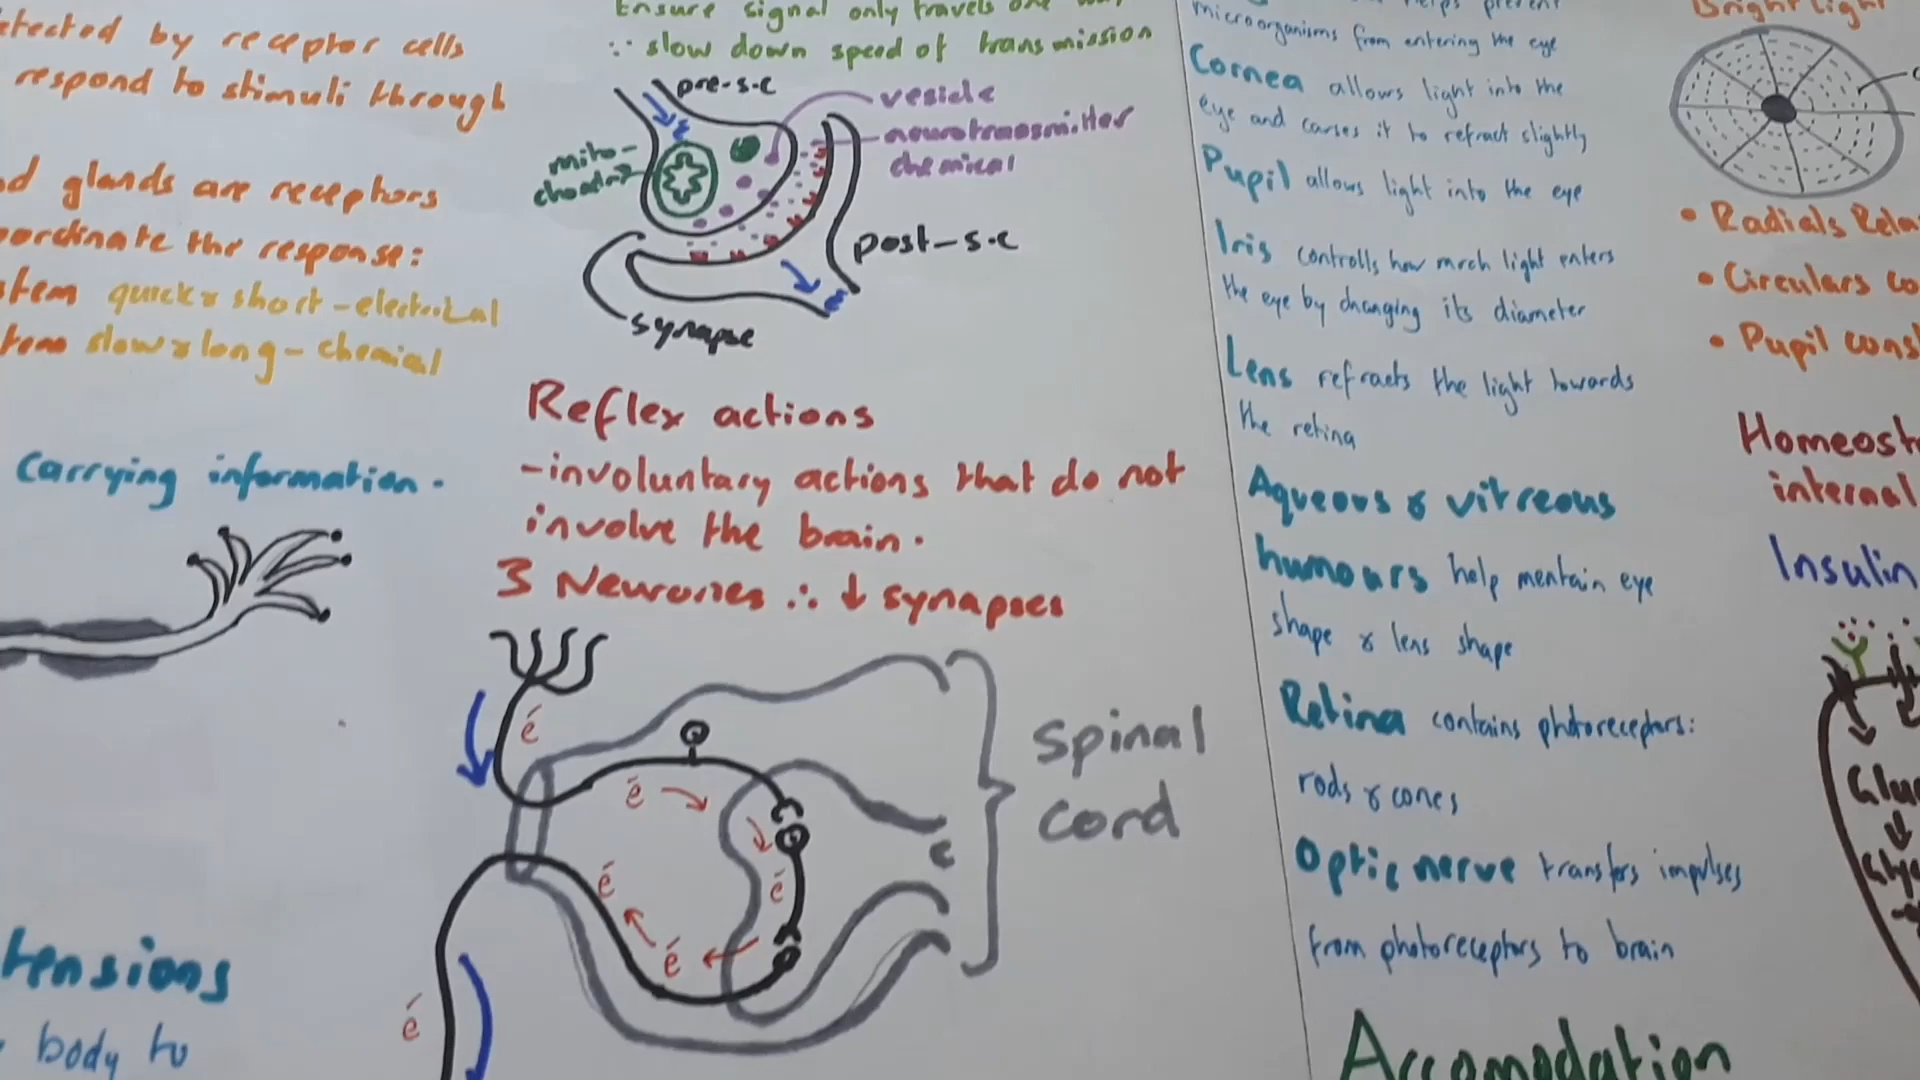 etected by receptor cells
respond to stimuli through
d glands are receptors
oordinate the response:
stem quick & short - electrical
tem slow & long - chemical
carrying information.
tensions
body to
é
Ensure signal only travels one
∵ slow down speed of transmission
pre-s.c
vesicle
neurotransmitter
chemical
mito-
post-s.c
synapse
Reflex actions
-involuntary actions that do not
involve the brain.
3 Neurones ∴ ↓ synapses
é
é
é
é
é
spinal
cord
microorganisms from entering the eye
Cornea allows light into the
eye and causes it to refract slightly
Pupil allows light into the eye
Iris controlls how much light enters
the eye by changing its diameter
Lens refracts the light towards
the retina
Aqueous & vitreous
humours help mentain eye
shape & lens shape
Retina contains photoreceptors:
rods & cones
Optic nerve transfers impulses
from photoreceptors to brain
Accomodation
Bright light
• Radials Rela
• Circulars co
• Pupil cons
Homeost
internal
Insulin
Gluc